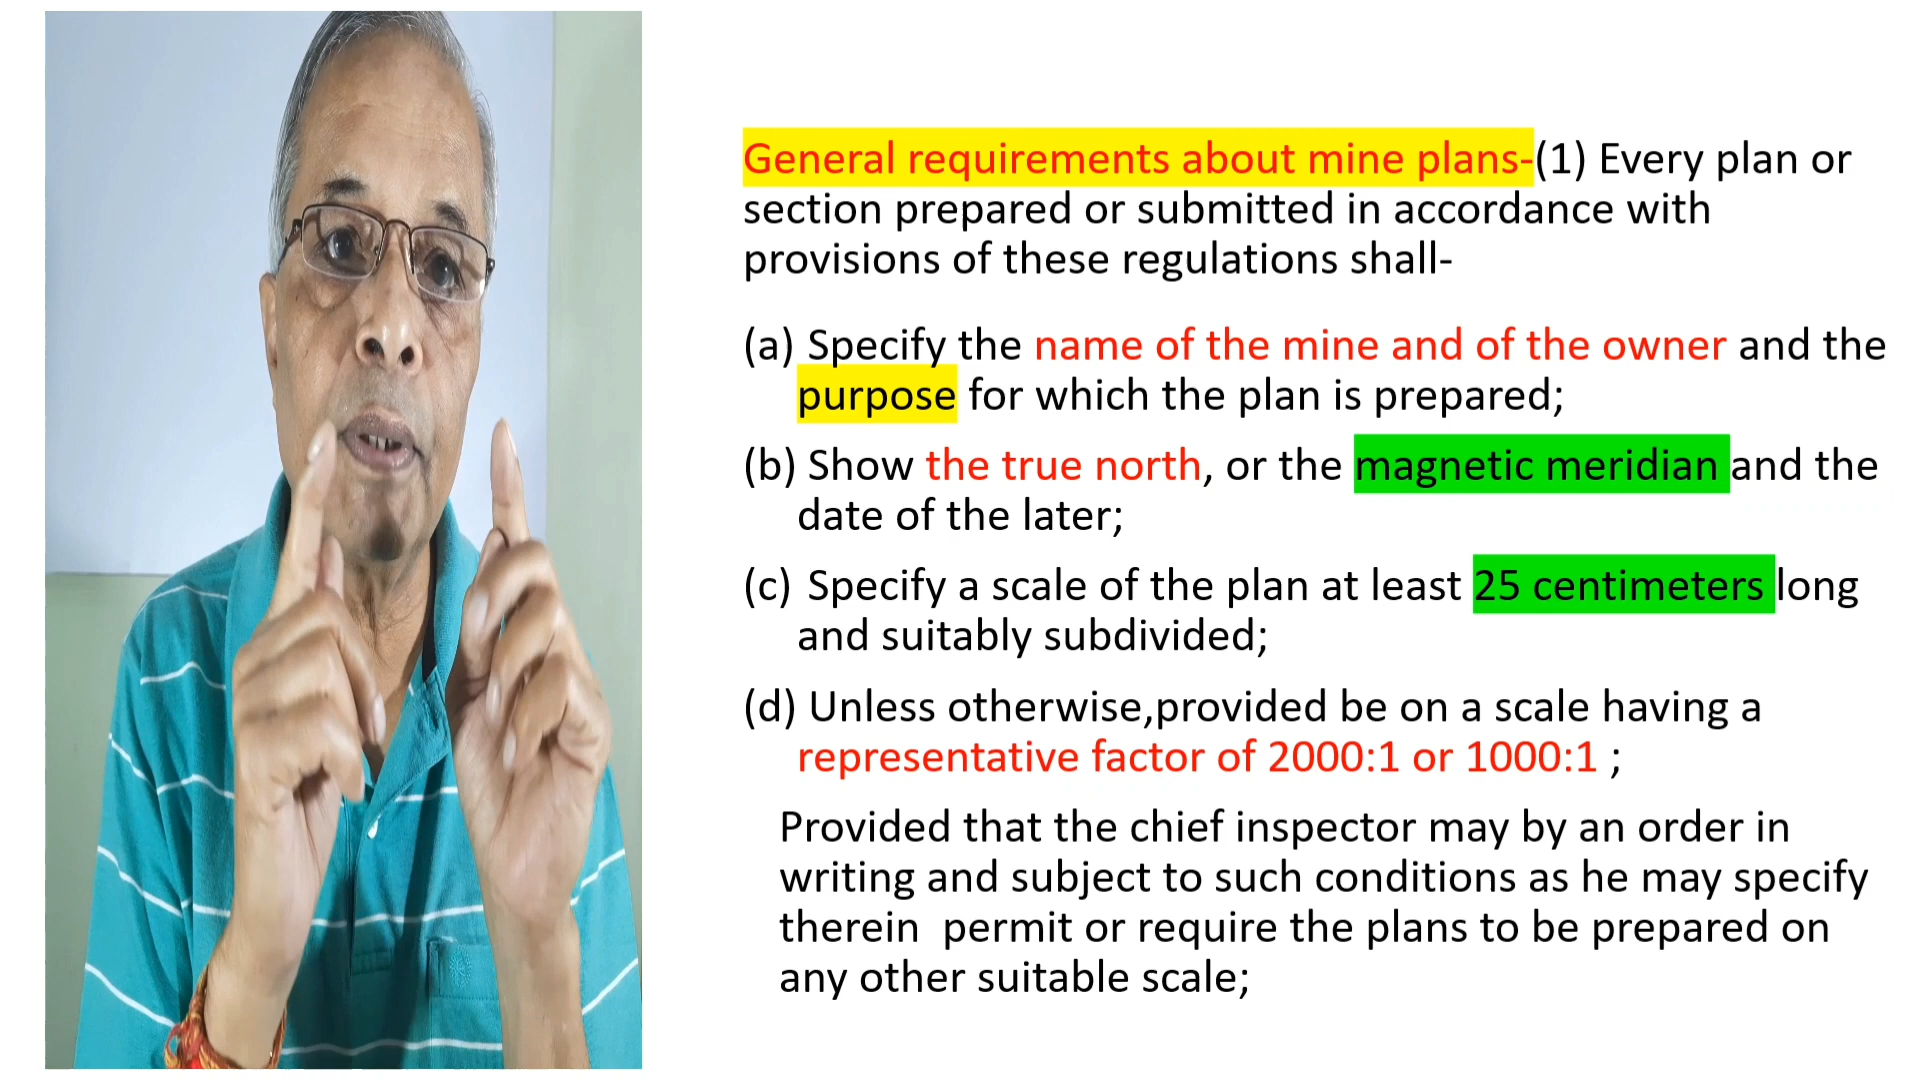 General requirements about mine plans-(1) Every plan or
section prepared or submitted in accordance with
provisions of these regulations shall-
(a) Specify the name of the mine and of the owner and the
purpose for which the plan is prepared;
(b) Show the true north, or the magnetic meridian and the
date of the later;
(c) Specify a scale of the plan at least 25 centimeters long
and suitably subdivided;
(d) Unless otherwise,provided be on a scale having a
representative factor of 2000:1 or 1000:1 ;
Provided that the chief inspector may by an order in
writing and subject to such conditions as he may specify
therein  permit or require the plans to be prepared on
any other suitable scale;